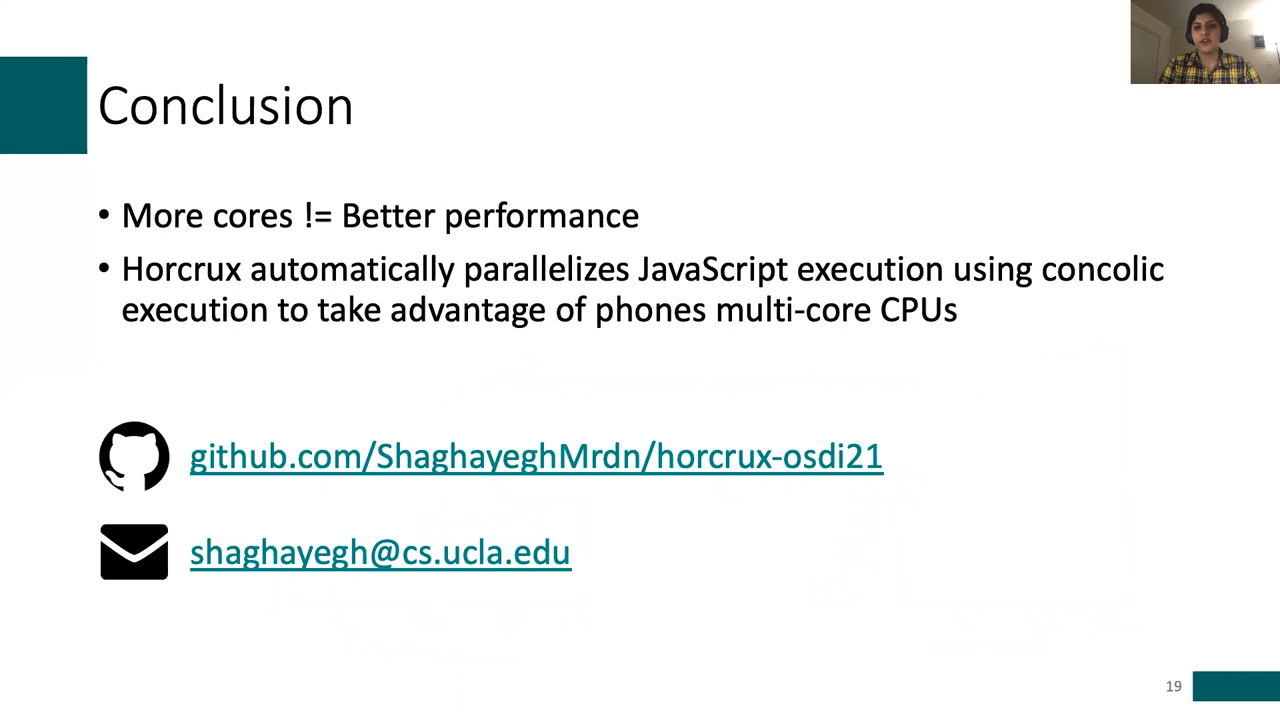 Conclusion
• More cores != Better performance
• Horcrux automatically parallelizes JavaScript execution using concolic
execution to take advantage of phones multi-core CPUs
github.com/ShaghayeghMrdn/horcrux-osdi21
shaghayegh@cs.ucla.edu
19